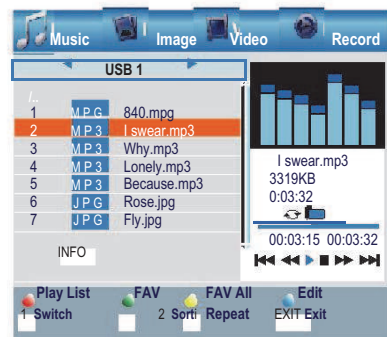 Music Image Video Record
USB 1
/..
1 MPG 840.mpg
2 MP3 I swear.mp3
3 MP3 Why.mp3
4 MP3 Lonely.mp3
5 MP3 Because.mp3
6 JPG Rose.jpg
7 JPG Fly.jpg
INFO
I swear.mp3
3319KB
0:03:32
00:03:15 00:03:32
Play List FAV FAV All Edit
1 Switch 2 Sorti Repeat EXIT Exit